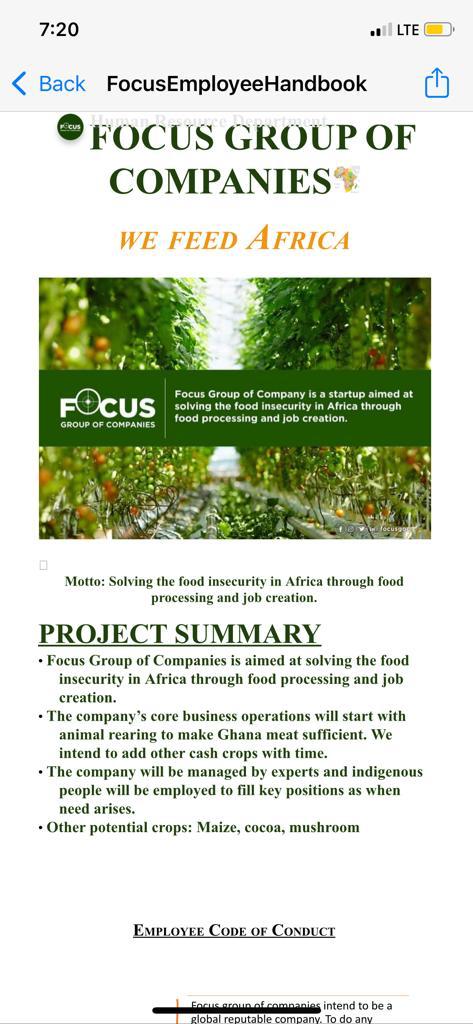 7:20
LTE
Back FocusEmployeeHandbook
Human Resource Department
FOCUS
FOCUS GROUP OF
COMPANIES
WE FEED AFRICA
FOCUS
GROUP OF COMPANIES
Focus Group of Company is a startup aimed at
solving the food insecurity in Africa through
food processing and job creation.
Motto: Solving the food insecurity in Africa through food
processing and job creation.
PROJECT SUMMARY
• Focus Group of Companies is aimed at solving the food
insecurity in Africa through food processing and job
creation.
• The company's core business operations will start with
animal rearing to make Ghana meat sufficient. We
intend to add other cash crops with time.
• The company will be managed by experts and indigenous
people will be employed to fill key positions as when
need arises.
• Other potential crops: Maize, cocoa, mushroom
EMPLOYEE CODE OF CONDUCT
Focus group of companies intend to be a
global reputable company. To do any